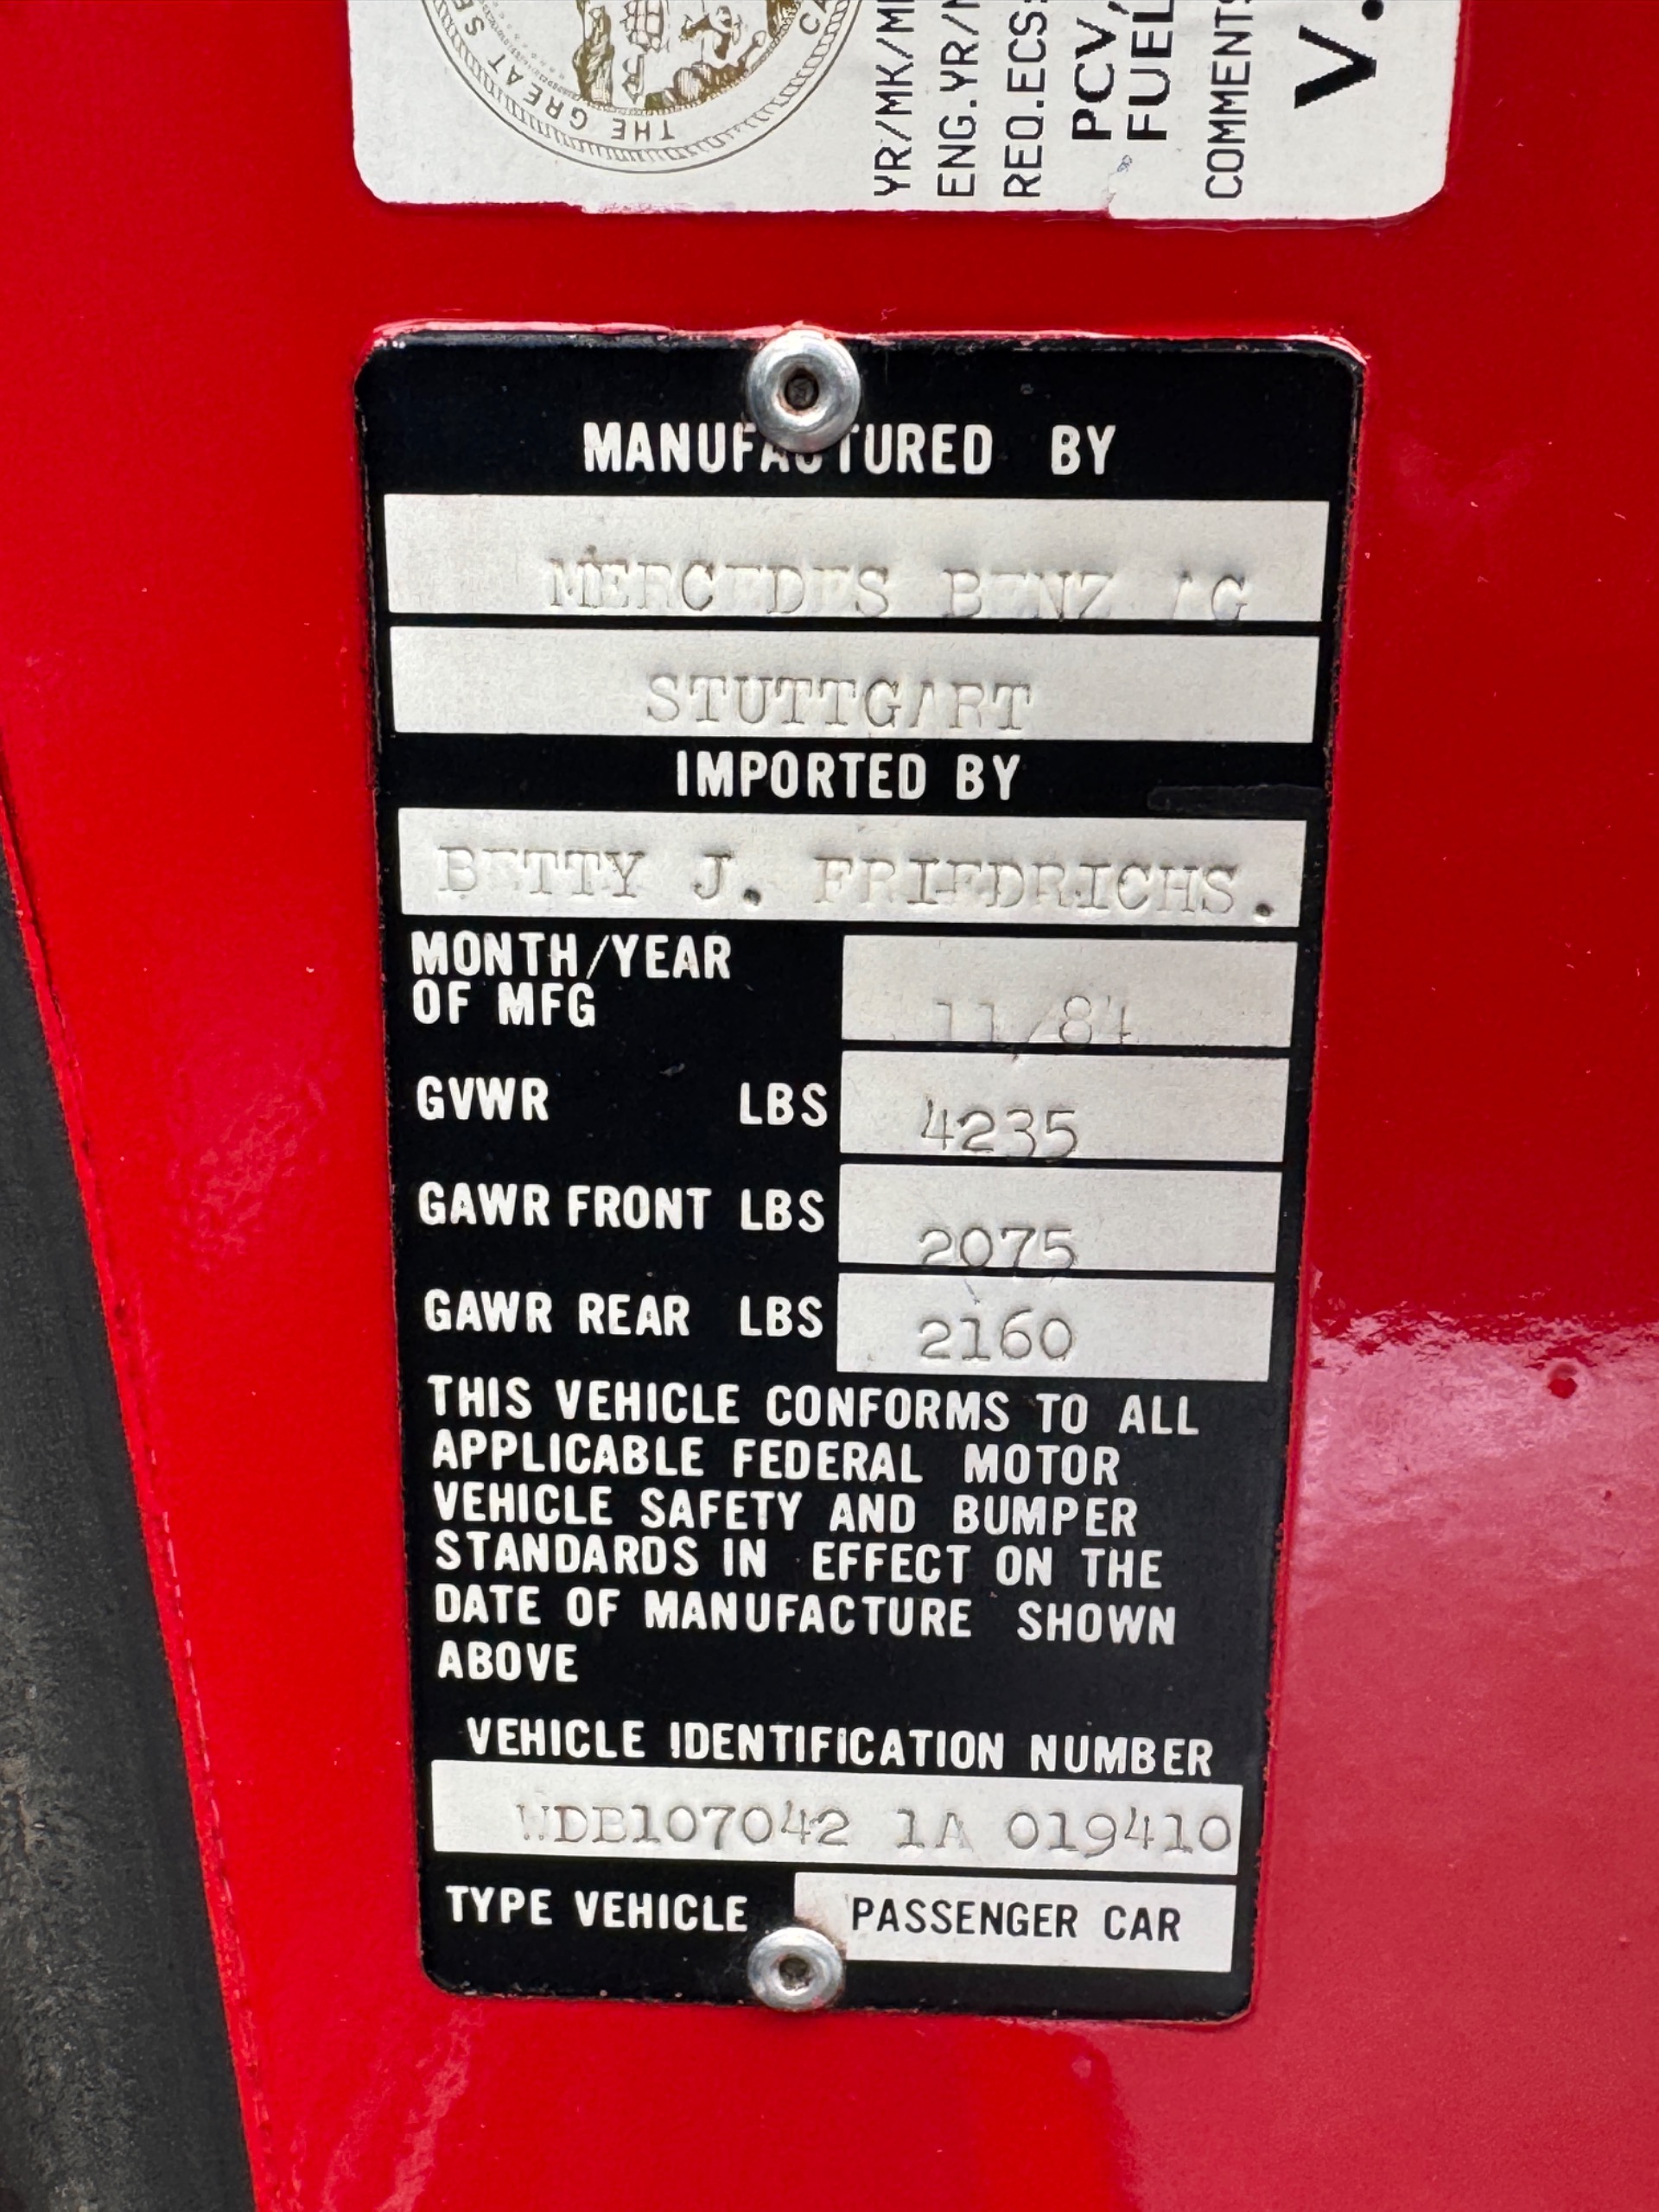 THE GREAT SE
CA
YR/MK/M
ENG.YR/
REQ.ECS:
PCV,
FUEL
COMMENTS
V.
MANUFACTURED BY
MERCEDES BENZ AG
STUTTGART
IMPORTED BY
BETTY J. FRIEDRICHS.
MONTH/YEAR
OF MFG 11/84
GVWR LBS 4235
GAWR FRONT LBS 2075
GAWR REAR LBS 2160
THIS VEHICLE CONFORMS TO ALL
APPLICABLE FEDERAL MOTOR
VEHICLE SAFETY AND BUMPER
STANDARDS IN EFFECT ON THE
DATE OF MANUFACTURE SHOWN
ABOVE
VEHICLE IDENTIFICATION NUMBER
WDB107042 1A 019410
TYPE VEHICLE PASSENGER CAR